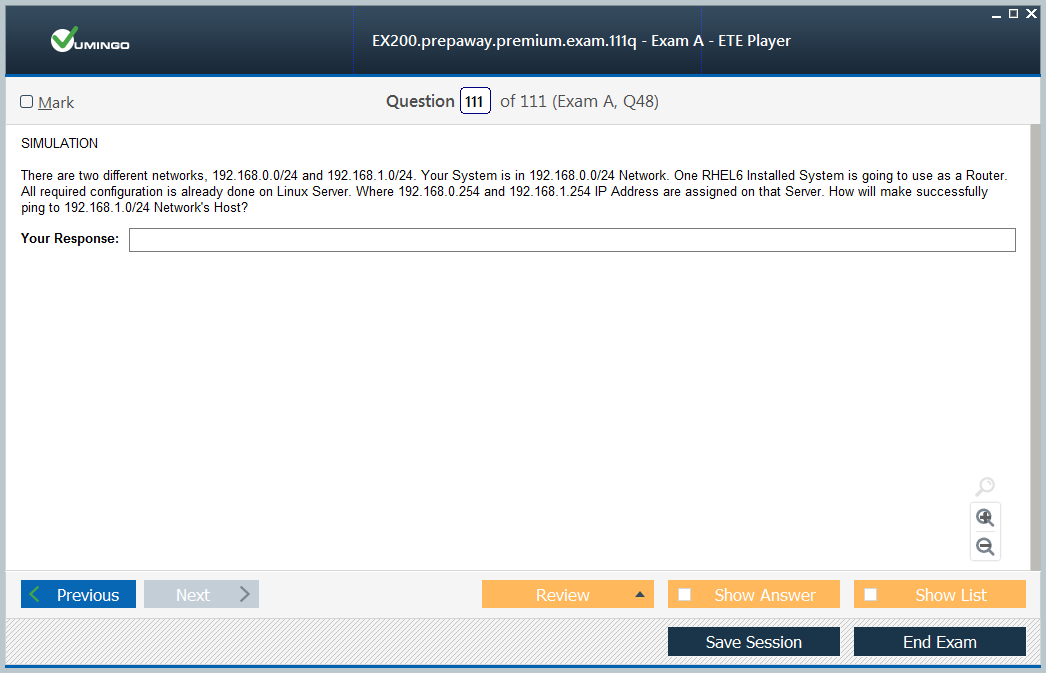 VUMINGO
EX200.prepaway.premium.exam.111q - Exam A - ETE Player
Mark
Question 111 of 111 (Exam A, Q48)
SIMULATION
There are two different networks, 192.168.0.0/24 and 192.168.1.0/24. Your System is in 192.168.0.0/24 Network. One RHEL6 Installed System is going to use as a Router.
All required configuration is already done on Linux Server. Where 192.168.0.254 and 192.168.1.254 IP Address are assigned on that Server. How will make successfully
ping to 192.168.1.0/24 Network's Host?
Your Response:
Previous Next Review Show Answer Show List
Save Session End Exam